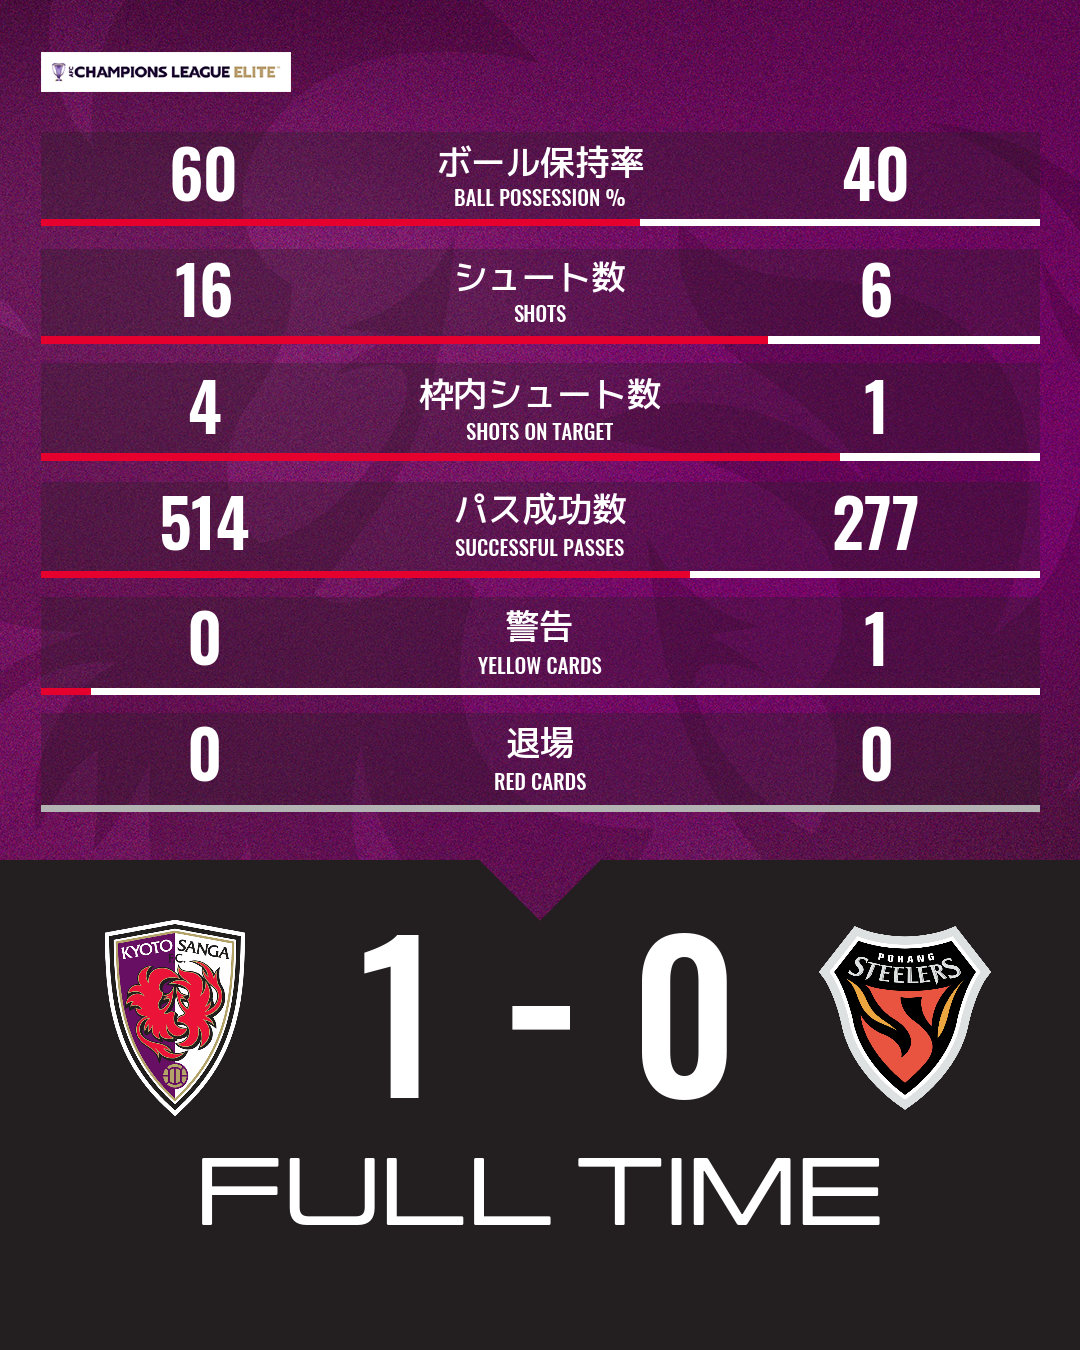 AFC CHAMPIONS LEAGUE ELITE
60 ボール保持率 40
BALL POSSESSION %
16 シュート数 6
SHOTS
4 枠内シュート数 1
SHOTS ON TARGET
514 パス成功数 277
SUCCESSFUL PASSES
0 警告 1
YELLOW CARDS
0 退場 0
RED CARDS
KYOTO SANGA
F.C.
1 - 0
POHANG
STEELERS
FULL TIME